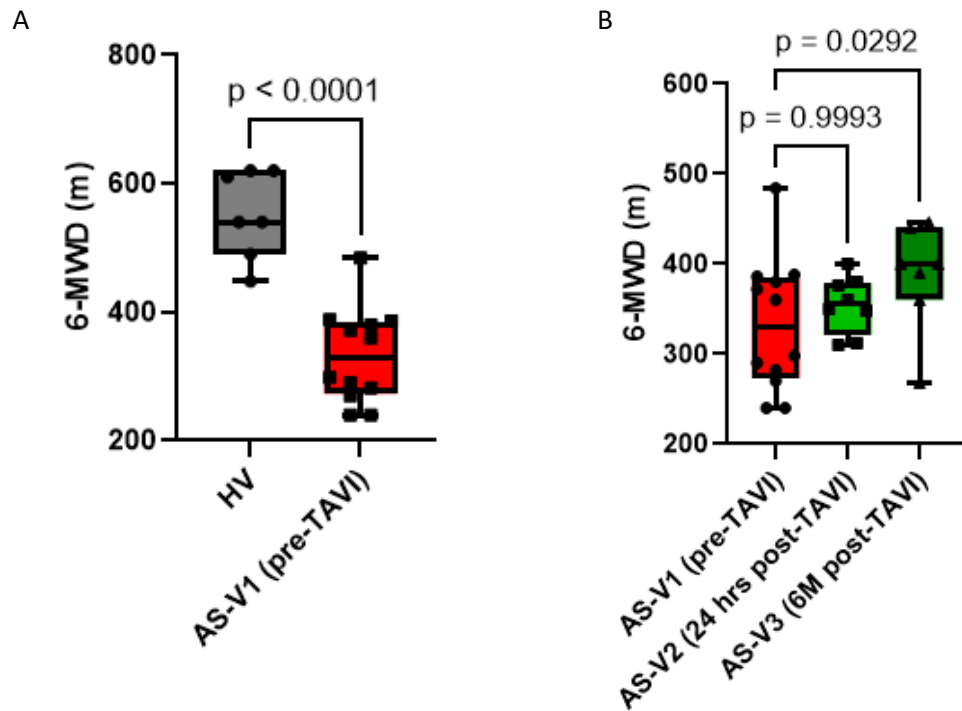 A
800
600
400
200
6-MWD (m)
p < 0.0001
HV
AS-V1 (pre-TAVI)
B
600
500
400
300
200
6-MWD (m)
p = 0.0292
p = 0.9993
AS-V1 (pre-TAVI)
AS-V2 (24 hrs post-TAVI)
AS-V3 (6M post-TAVI)